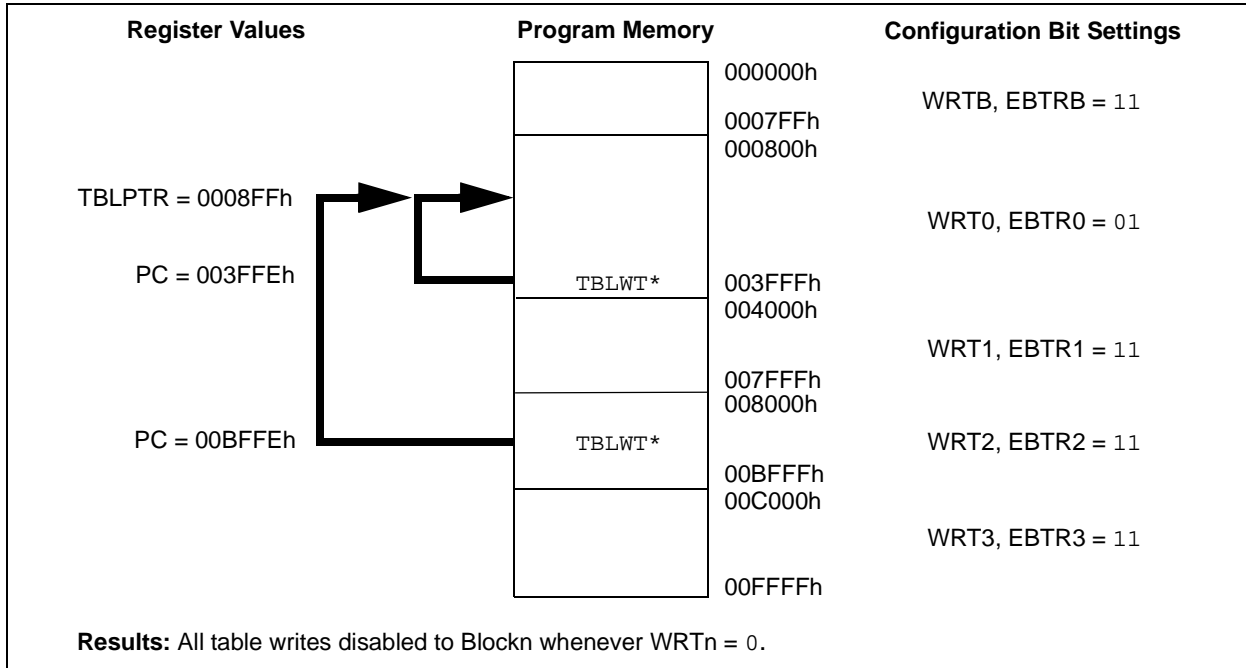 Register Values Program Memory Configuration Bit Settings
000000h
WRTB, EBTRB = 11
0007FFh
000800h
TBLPTR = 0008FFh
WRT0, EBTR0 = 01
PC = 003FFEh TBLWT* 003FFFh
004000h
WRT1, EBTR1 = 11
007FFFh
008000h
PC = 00BFFEh TBLWT* WRT2, EBTR2 = 11
00BFFFh
00C000h
WRT3, EBTR3 = 11
00FFFFh
Results: All table writes disabled to Blockn whenever WRTn = 0.